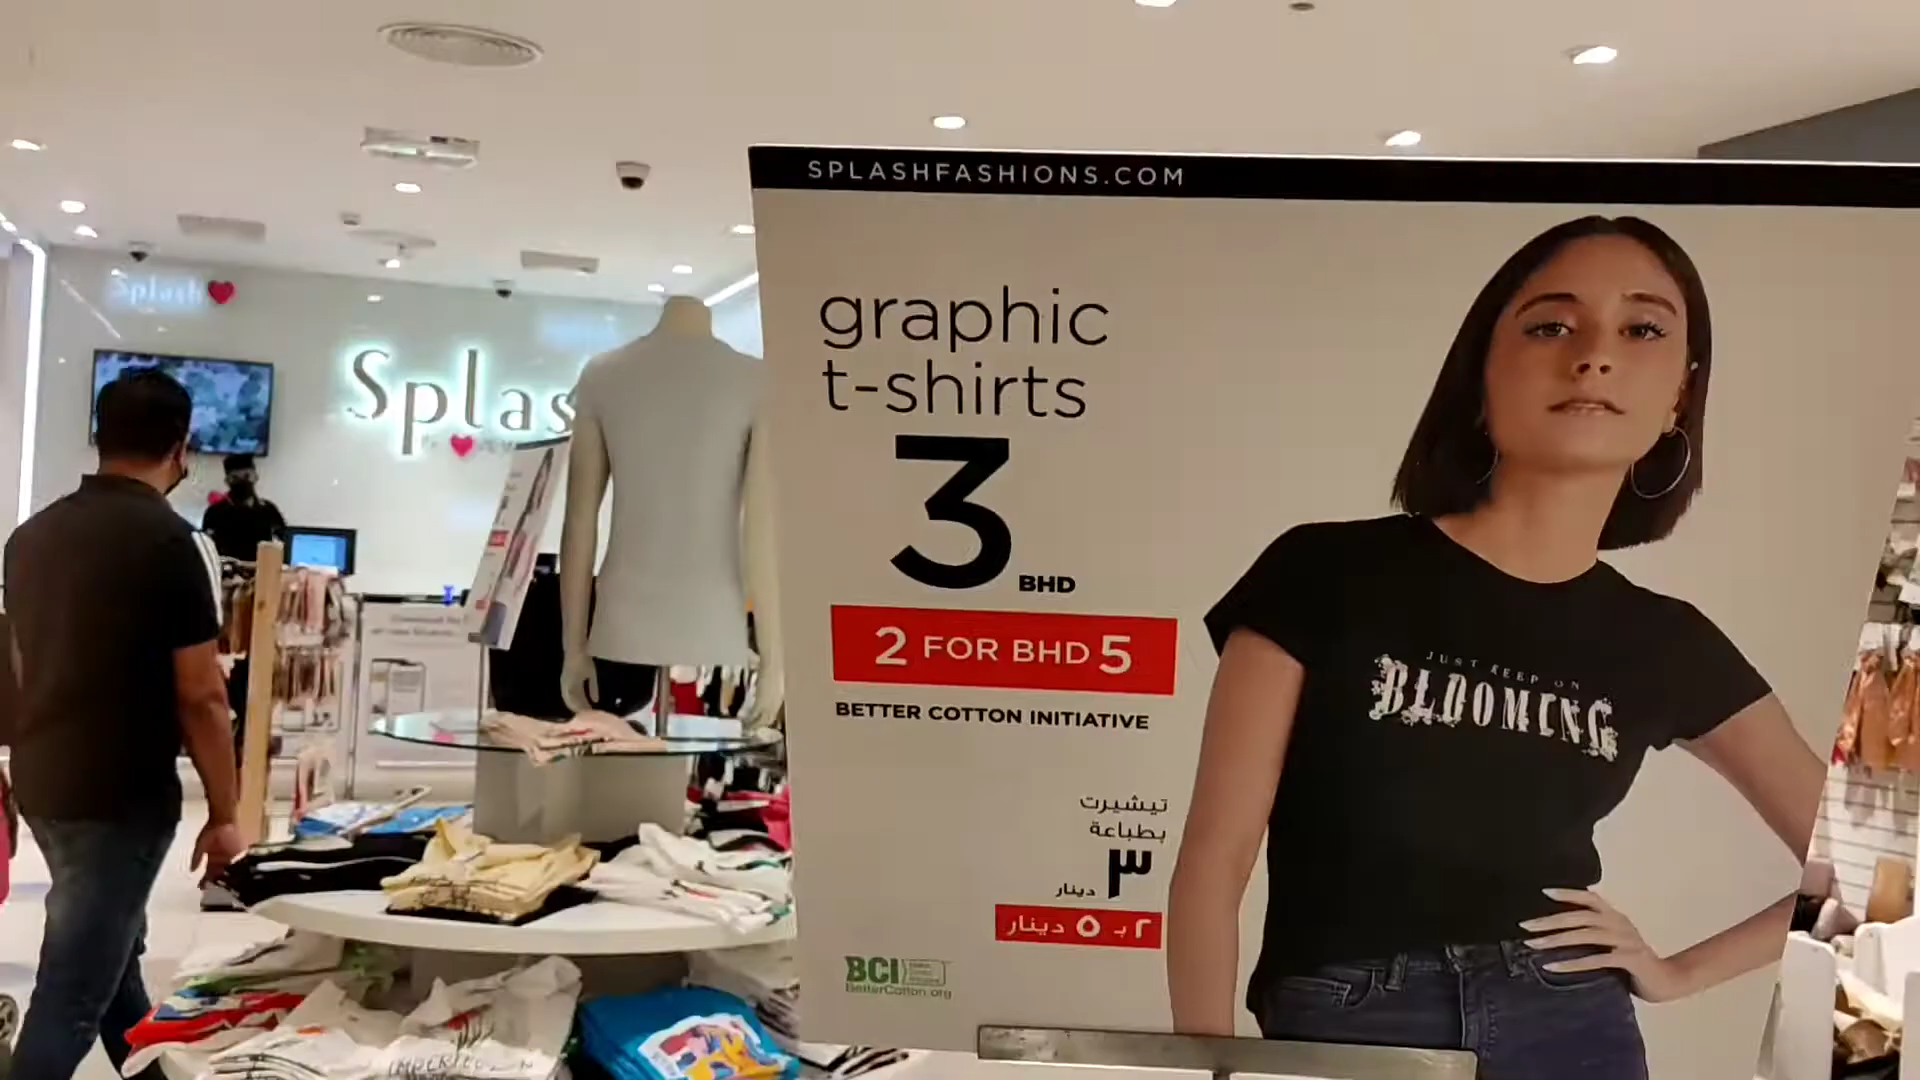 SPLASHFASHIONS.COM
Splash
Splas
graphic
t-shirts
3 BHD
2 FOR BHD 5
BETTER COTTON INITIATIVE
JUST KEEP ON
BLOOMING
تيشيرت
بطباعة
٣ دينار
٢ بـ ٥ دينار
BCI
BetterCotton.org